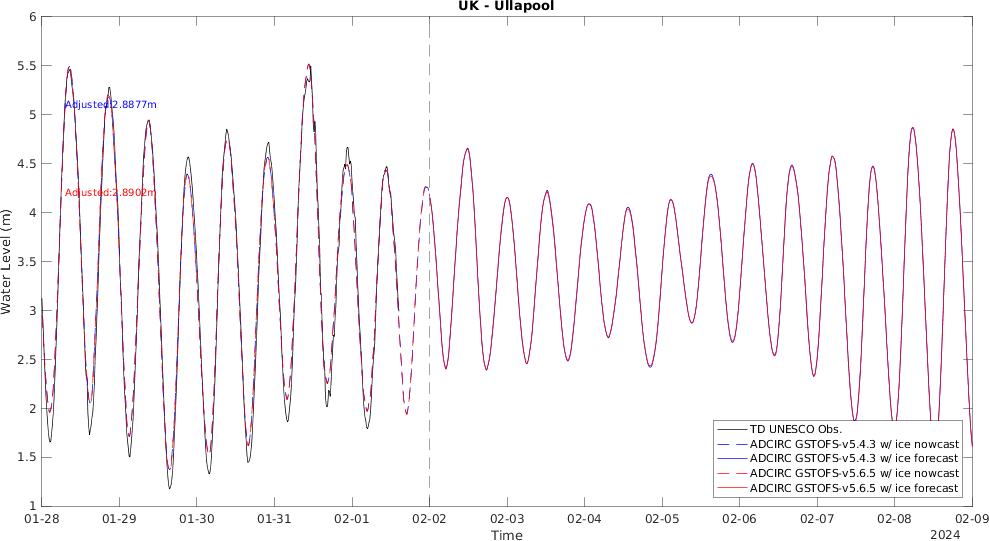 UK - Ullapool
6
5.5
5
4.5
4
3.5
3
2.5
2
1.5
1
Water Level (m)
Adjusted:2.8877m
Adjusted:2.8902m
TD UNESCO Obs.
ADCIRC GSTOFS-v5.4.3 w/ ice nowcast
ADCIRC GSTOFS-v5.4.3 w/ ice forecast
ADCIRC GSTOFS-v5.6.5 w/ ice nowcast
ADCIRC GSTOFS-v5.6.5 w/ ice forecast
01-28 01-29 01-30 01-31 02-01 02-02 02-03 02-04 02-05 02-06 02-07 02-08 02-09
Time
2024